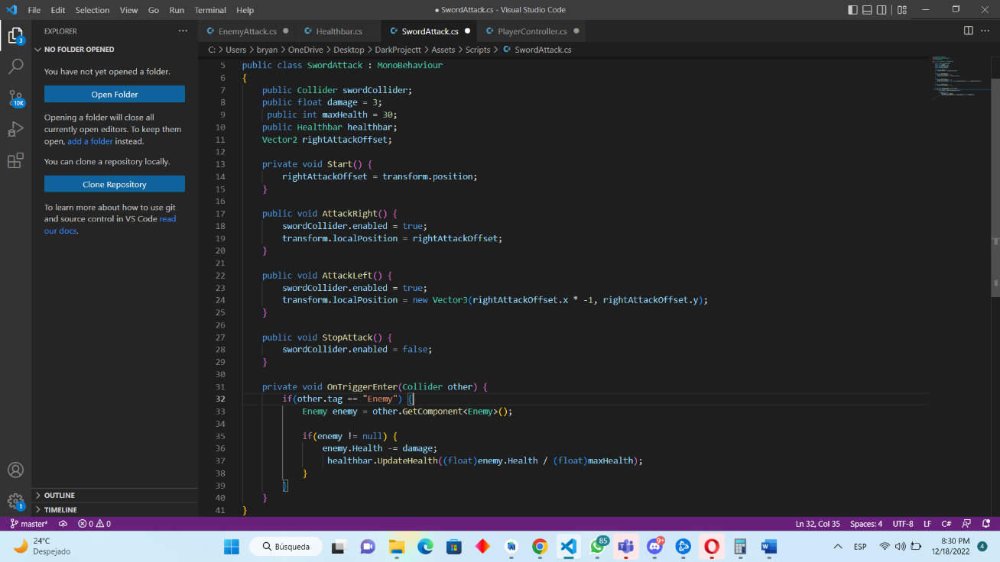 File Edit Selection View Go Run Terminal Help
● SwordAttack.cs - Visual Studio Code
EXPLORER
NO FOLDER OPENED
You have not yet opened a folder.
Open Folder
Opening a folder will close all
currently open editors. To keep them
open, add a folder instead.
You can clone a repository locally.
Clone Repository
To learn more about how to use git
and source control in VS Code read
our docs.
OUTLINE
TIMELINE
3
10K
1
EnemyAttack.cs Healthbar.cs SwordAttack.cs PlayerController.cs
C: > Users > bryan > OneDrive > Desktop > DarkProjectt > Assets > Scripts > SwordAttack.cs
5 public class SwordAttack : MonoBehaviour
6 {
7 public Collider swordCollider;
8 public float damage = 3;
9 public int maxHealth = 30;
10 public Healthbar healthbar;
11 Vector2 rightAttackOffset;
12
13 private void Start() {
14 rightAttackOffset = transform.position;
15 }
16
17 public void AttackRight() {
18 swordCollider.enabled = true;
19 transform.localPosition = rightAttackOffset;
20 }
21
22 public void AttackLeft() {
23 swordCollider.enabled = true;
24 transform.localPosition = new Vector3(rightAttackOffset.x * -1, rightAttackOffset.y);
25 }
26
27 public void StopAttack() {
28 swordCollider.enabled = false;
29 }
30
31 private void OnTriggerEnter(Collider other) {
32 if(other.tag == "Enemy") {
33 Enemy enemy = other.GetComponent<Enemy>();
34
35 if(enemy != null) {
36 enemy.Health -= damage;
37 healthbar.UpdateHealth((float)enemy.Health / (float)maxHealth);
38 }
39 }
40 }
41 }
master* 0 0 Ln 32, Col 35 Spaces: 4 UTF-8 LF C#
24°C
Despejado
Búsqueda
85
9+
ESP
8:30 PM
12/18/2022
4